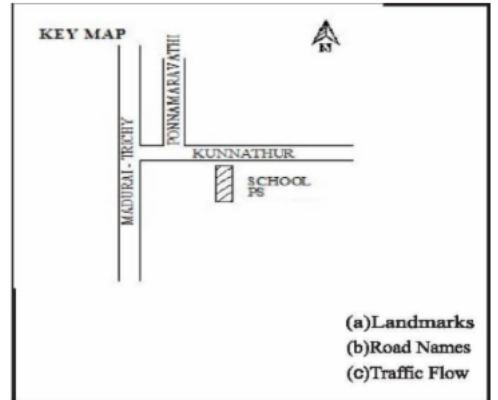 KEY MAP
N
PONNAMARAVATHI
MADURAI - TRICHY
KUNNATHUR
SCHOOL
PS
(a)Landmarks
(b)Road Names
(c)Traffic Flow